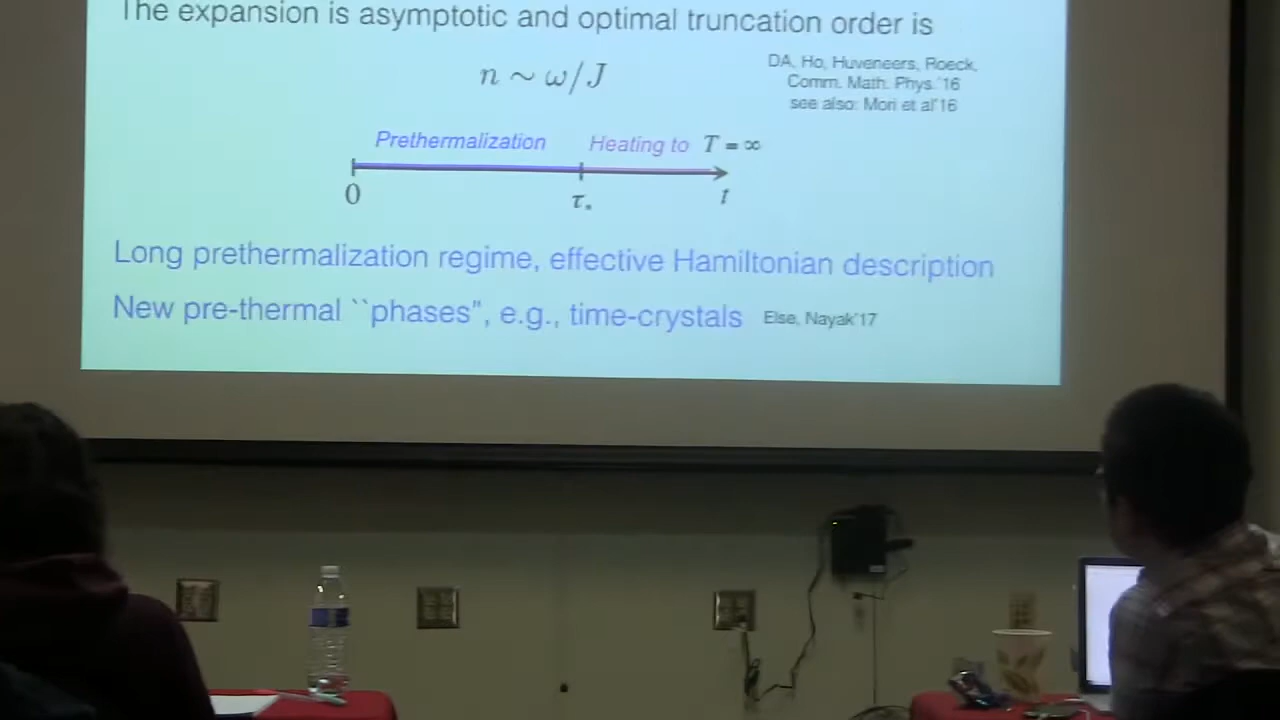 The expansion is asymptotic and optimal truncation order is
n ~ ω/J
DA, Ho, Huveneers, Roeck,
Comm. Math. Phys.'16
see also: Mori et al'16
Prethermalization Heating to T = ∞
0 τ* t
Long prethermalization regime, effective Hamiltonian description
New pre-thermal ``phases", e.g., time-crystals Else, Nayak'17